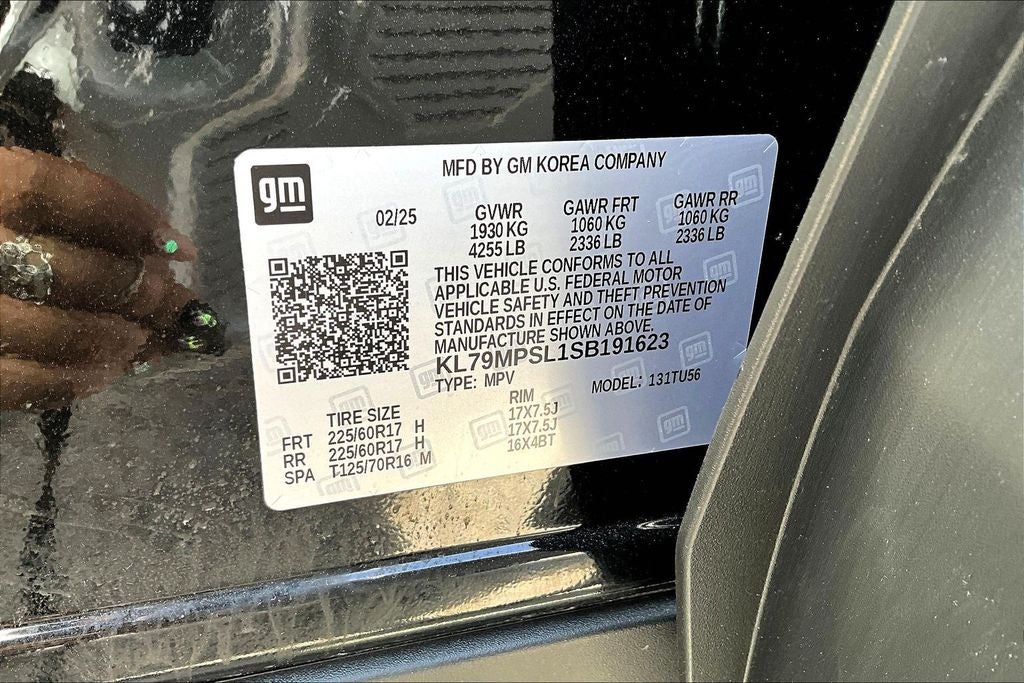 gm
MFD BY GM KOREA COMPANY
02/25 GVWR GAWR FRT GAWR RR
1930 KG 1060 KG 1060 KG
4255 LB 2336 LB 2336 LB
THIS VEHICLE CONFORMS TO ALL
APPLICABLE U.S. FEDERAL MOTOR
VEHICLE SAFETY AND THEFT PREVENTION
STANDARDS IN EFFECT ON THE DATE OF
MANUFACTURE SHOWN ABOVE.
KL79MPSL1SB191623
TYPE: MPV MODEL: 131TU56
TIRE SIZE RIM
FRT 225/60R17 H 17X7.5J
RR 225/60R17 H 17X7.5J
SPA T125/70R16 M 16X4BT